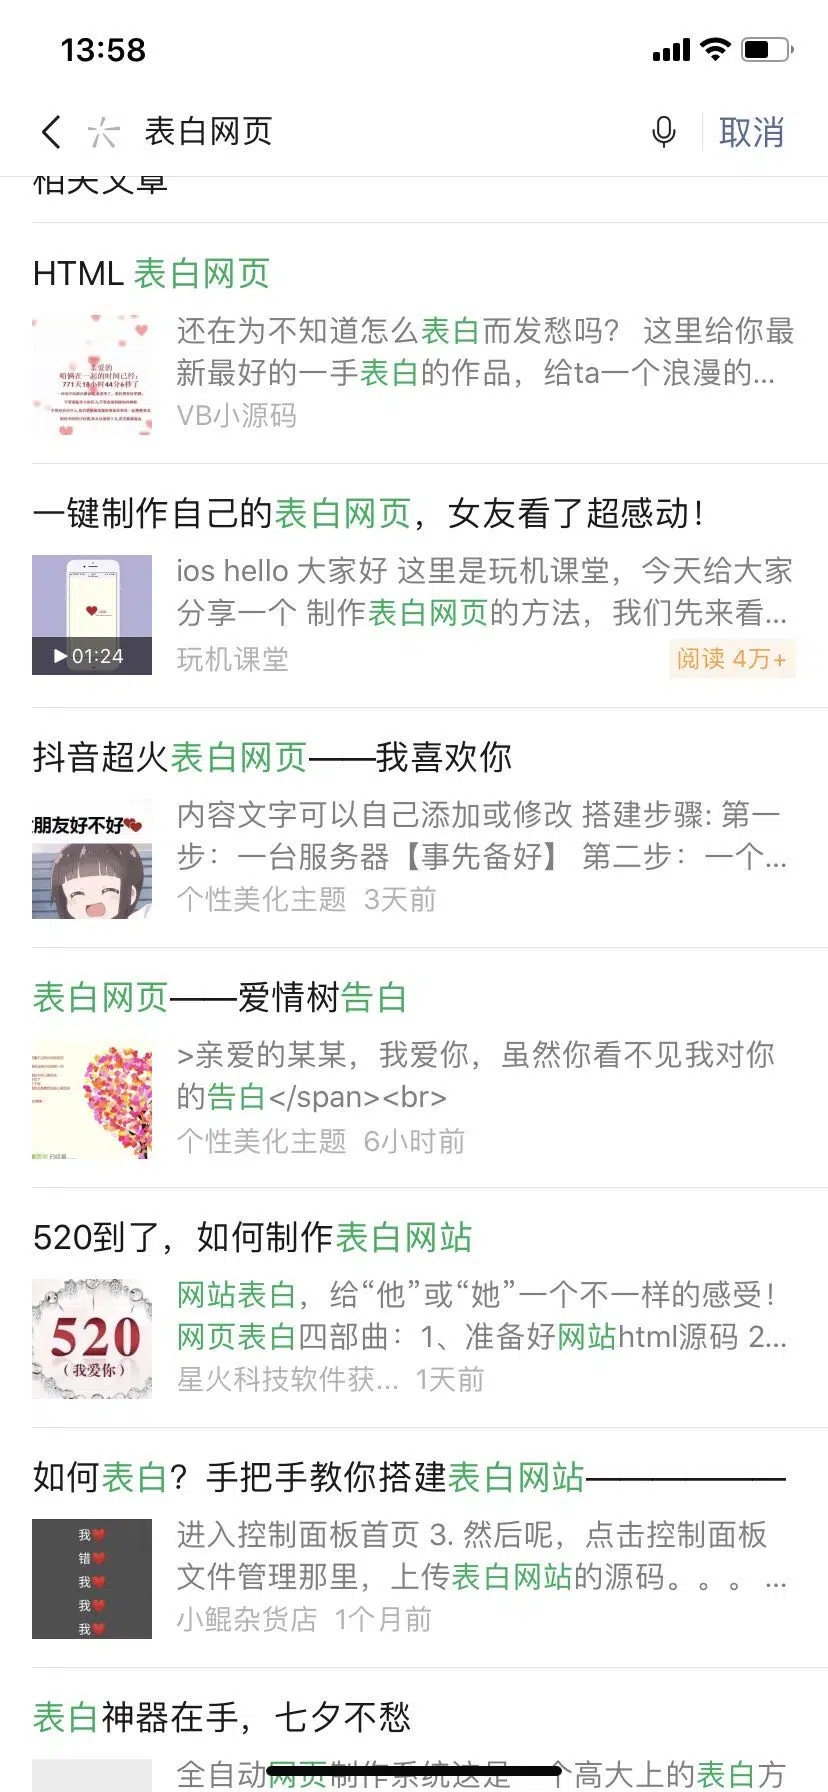 13:58
表白网页
取消
相关文章
HTML 表白网页
还在为不知道怎么表白而发愁吗？ 这里给你最
新最好的一手表白的作品，给ta一个浪漫的...
VB小源码
亲爱的
咱俩在一起的时间已经:
771天18小时44分6秒了
一键制作自己的表白网页，女友看了超感动！
ios hello 大家好 这里是玩机课堂，今天给大家
分享一个 制作表白网页的方法，我们先来看...
01:24
玩机课堂
阅读 4万+
抖音超火表白网页——我喜欢你
朋友好不好
内容文字可以自己添加或修改 搭建步骤: 第一
步：一台服务器【事先备好】 第二步：一个...
个性美化主题 3天前
表白网页——爱情树告白
>亲爱的某某，我爱你，虽然你看不见我对你
的告白</span><br>
个性美化主题 6小时前
520到了，如何制作表白网站
520
（我爱你）
网站表白，给“他”或“她”一个不一样的感受！
网页表白四部曲：1、准备好网站html源码 2...
星火科技软件获... 1天前
如何表白？手把手教你搭建表白网站——————
我
错
我
我
我
进入控制面板首页 3. 然后呢，点击控制面板
文件管理那里，上传表白网站的源码。。。 ...
小鲲杂货店 1个月前
表白神器在手，七夕不愁
全自动网页制作系统这是一个高大上的表白方